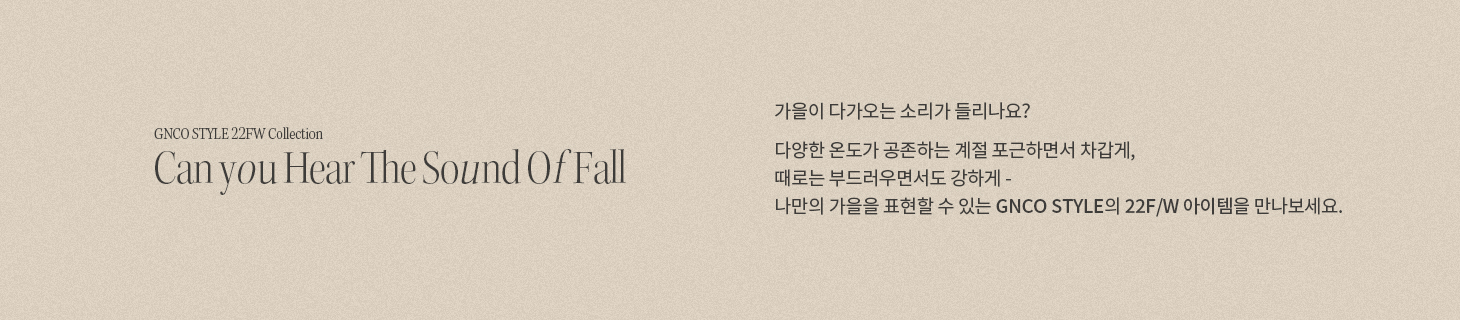 GNCO STYLE 22FW Collection
Can you Hear The Sound Of Fall
가을이 다가오는 소리가 들리나요?
다양한 온도가 공존하는 계절 포근하면서 차갑게,
때로는 부드러우면서도 강하게 -
나만의 가을을 표현할 수 있는 GNCO STYLE의 22F/W 아이템을 만나보세요.